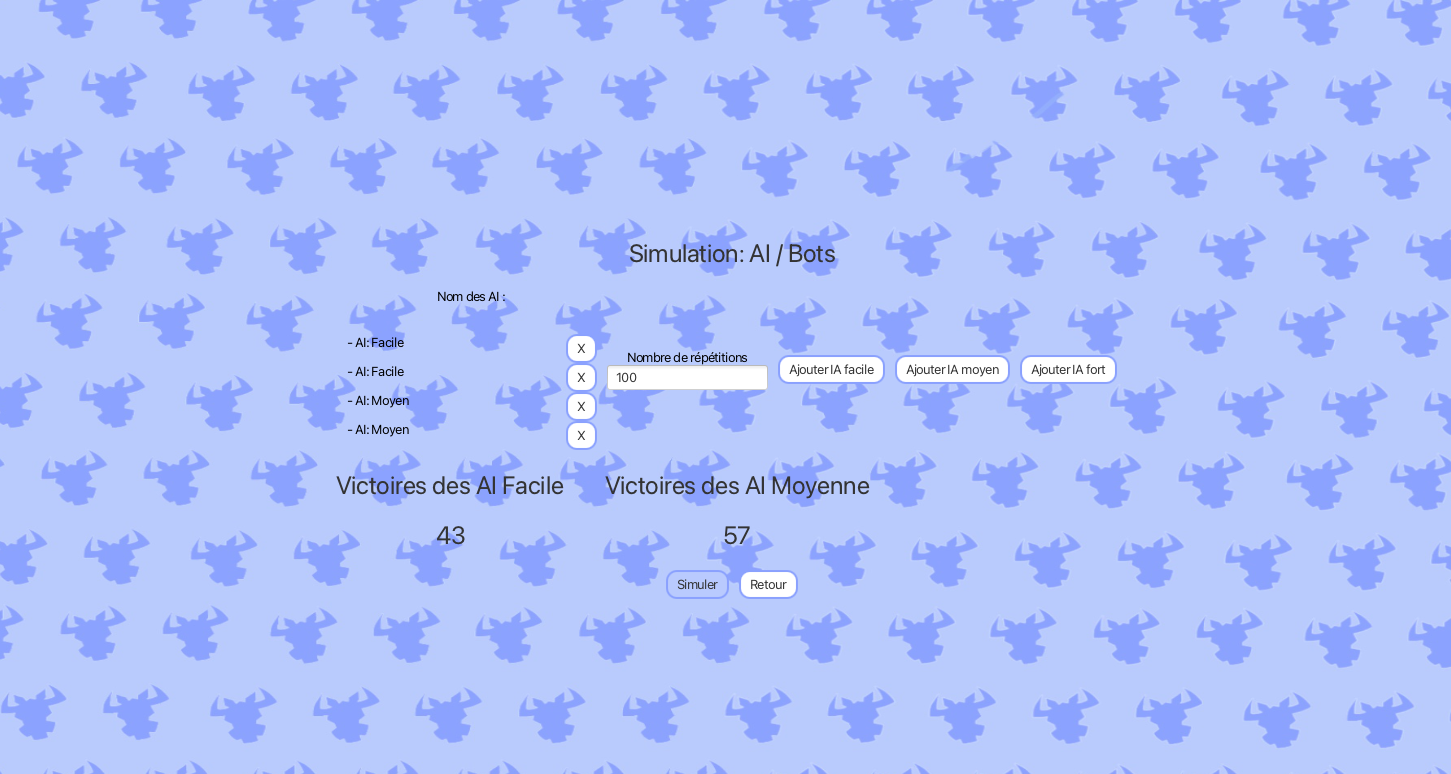 Simulation: AI / Bots
Nom des AI :
- AI: Facile
X
- AI: Facile
X
- AI: Moyen
X
- AI: Moyen
X
Nombre de répétitions
100
Ajouter IA facile
Ajouter IA moyen
Ajouter IA fort
Victoires des AI Facile
Victoires des AI Moyenne
43
57
Simuler
Retour